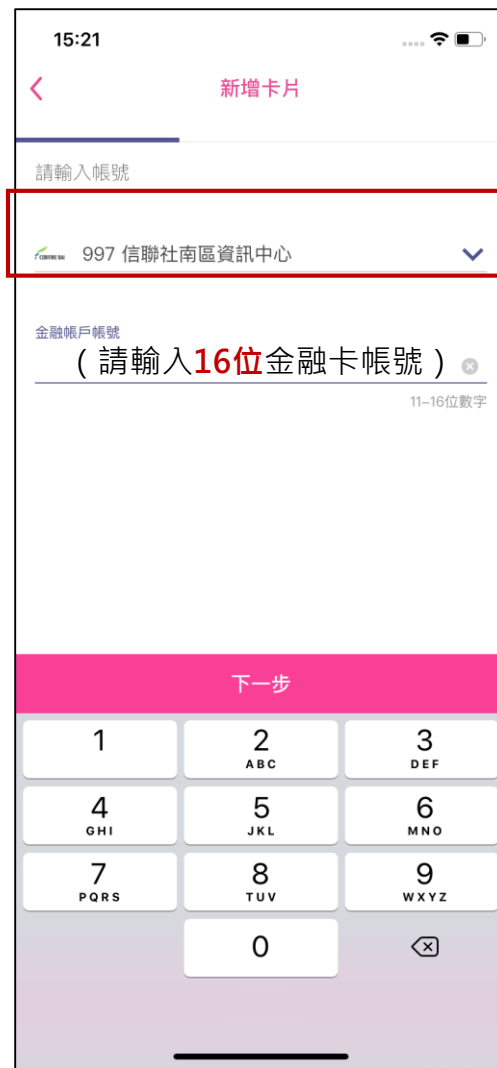 15:21
新增卡片
請輸入帳號
997 信聯社南區資訊中心
金融帳戶帳號
（請輸入16位金融卡帳號）
11–16位數字
下一步
1
2
ABC
3
DEF
4
GHI
5
JKL
6
MNO
7
PQRS
8
TUV
9
WXYZ
0